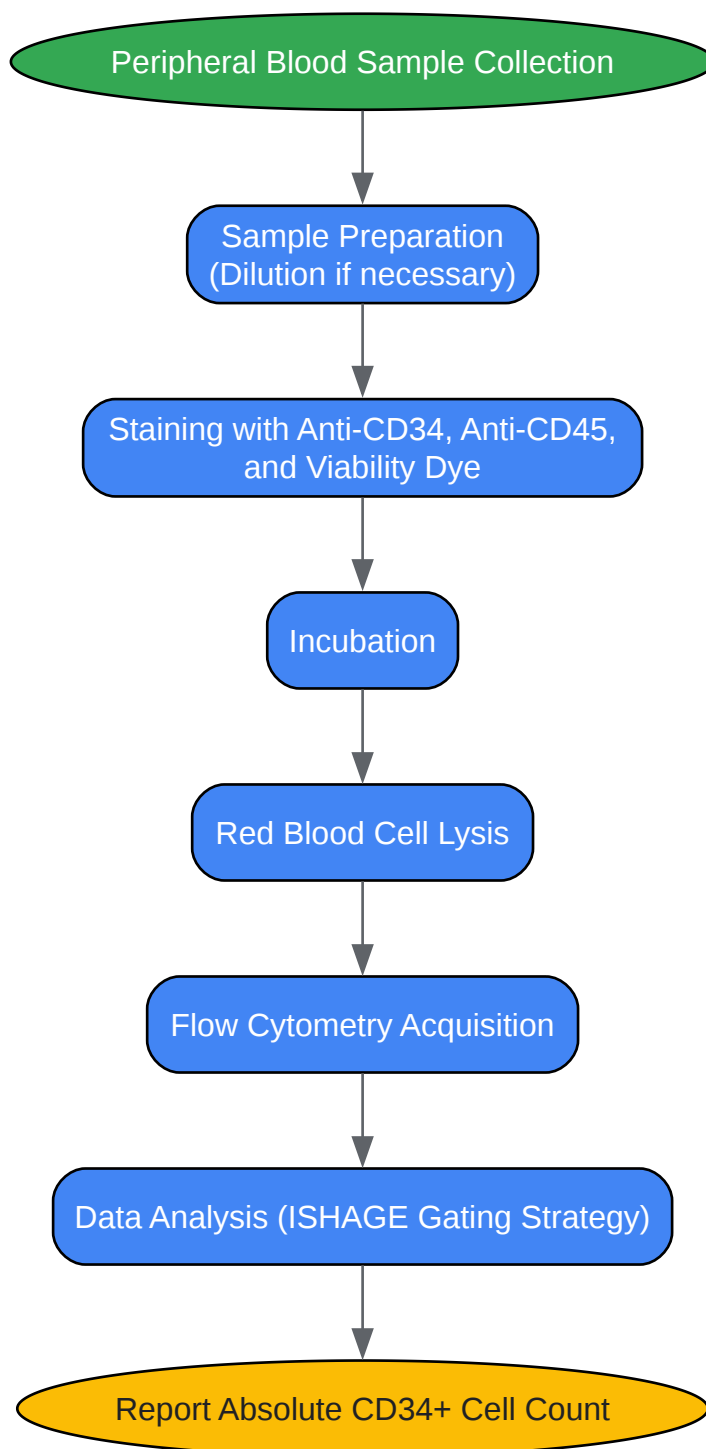 Peripheral Blood Sample Collection
Sample Preparation
(Dilution if necessary)
Staining with Anti-CD34, Anti-CD45,
and Viability Dye
Incubation
Red Blood Cell Lysis
Flow Cytometry Acquisition
Data Analysis (ISHAGE Gating Strategy)
Report Absolute CD34+ Cell Count